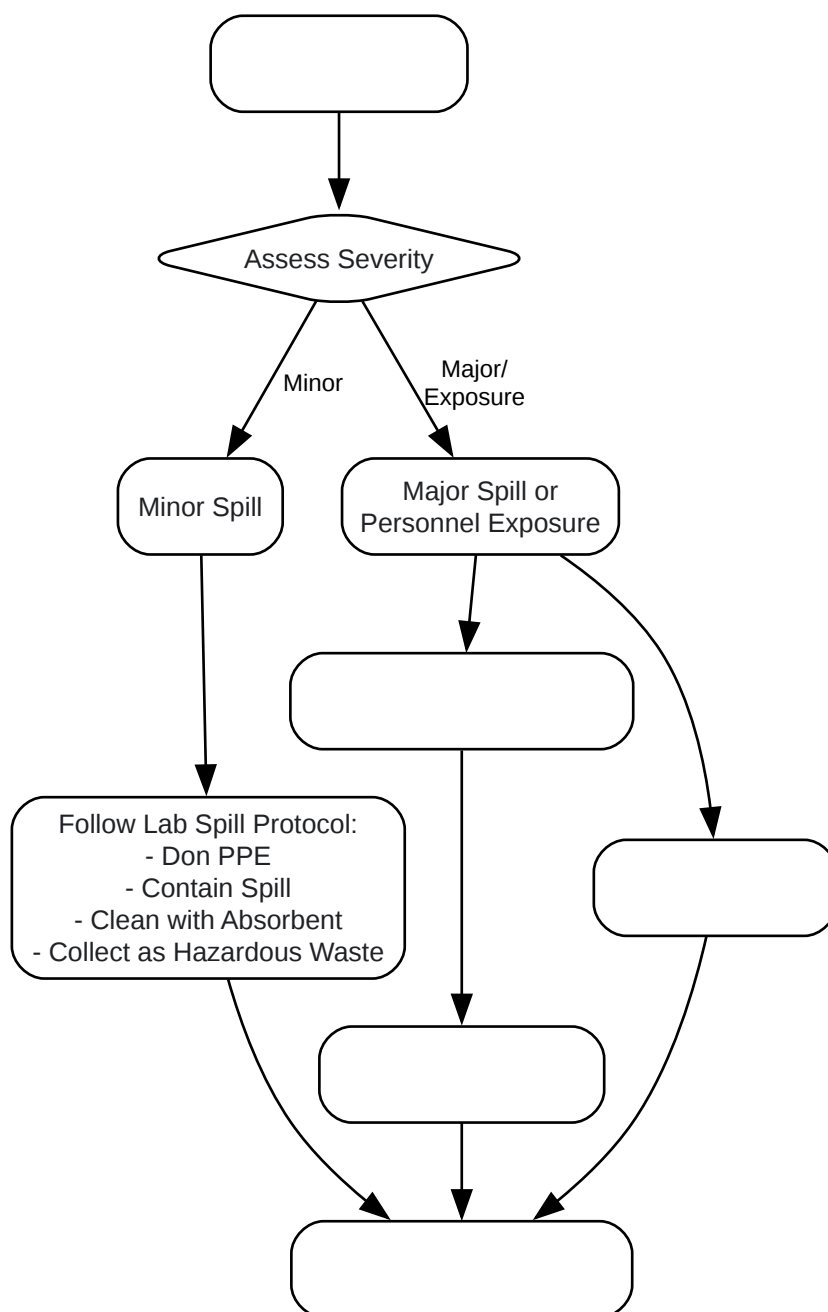 Assess Severity
Minor
Major/
Exposure
Minor Spill
Major Spill or
Personnel Exposure
Follow Lab Spill Protocol:
- Don PPE
- Contain Spill
- Clean with Absorbent
- Collect as Hazardous Waste